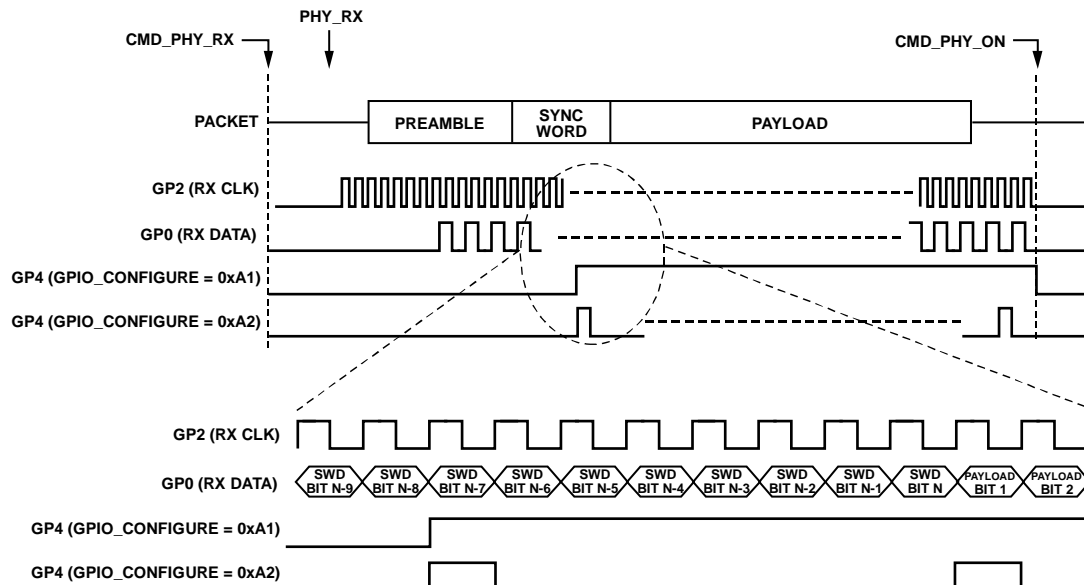 PHY_RX
CMD_PHY_RX
CMD_PHY_ON
PACKET
PREAMBLE
SYNC
WORD
PAYLOAD
GP2 (RX CLK)
GP0 (RX DATA)
GP4 (GPIO_CONFIGURE = 0xA1)
GP4 (GPIO_CONFIGURE = 0xA2)
GP2 (RX CLK)
GP0 (RX DATA)
SWD
BIT N-9
SWD
BIT N-8
SWD
BIT N-7
SWD
BIT N-6
SWD
BIT N-5
SWD
BIT N-4
SWD
BIT N-3
SWD
BIT N-2
SWD
BIT N-1
SWD
BIT N
PAYLOAD
BIT 1
PAYLOAD
BIT 2
GP4 (GPIO_CONFIGURE = 0xA1)
GP4 (GPIO_CONFIGURE = 0xA2)